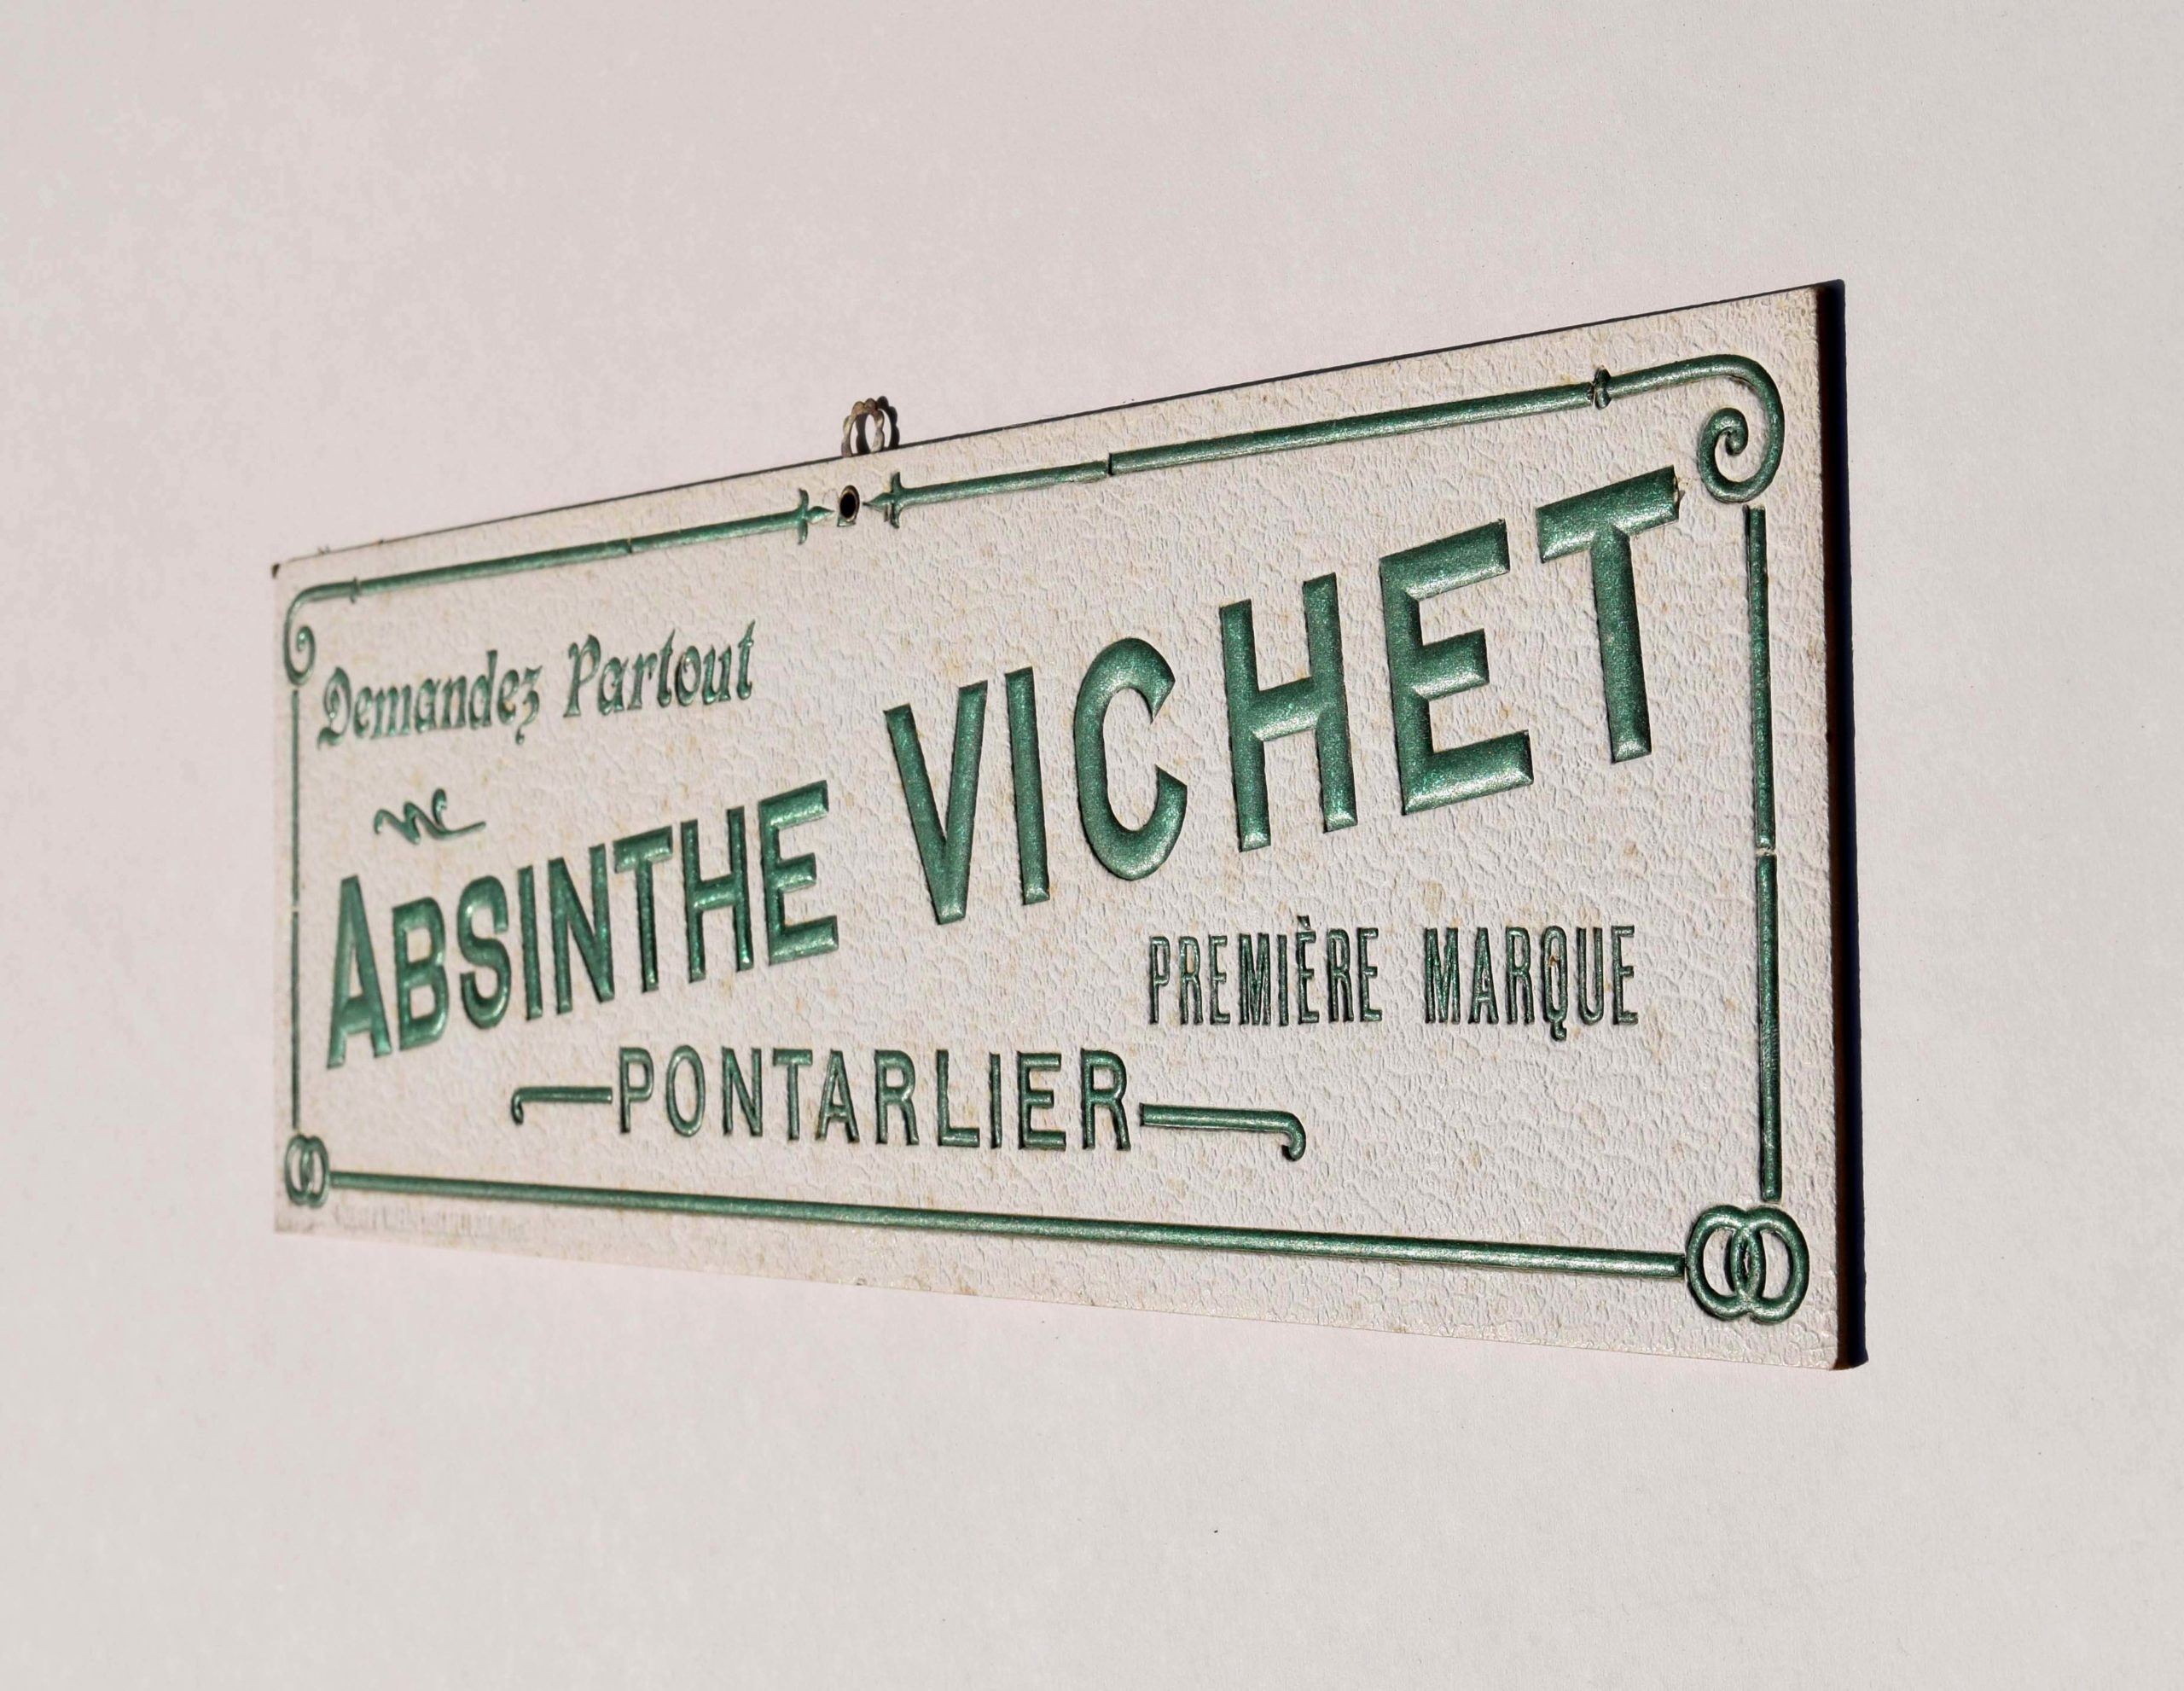 Demandez Partout
ABSINTHE VICHET
PREMIÈRE MARQUE
PONTARLIER